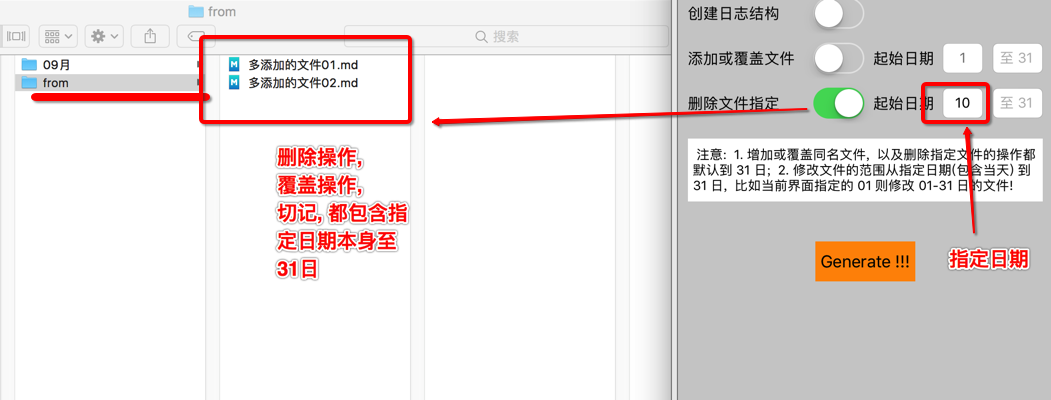 from
搜索
09月
from
多添加的文件01.md
多添加的文件02.md
删除操作,
覆盖操作,
切记, 都包含指
定日期本身至
31日
创建日志结构
添加或覆盖文件 起始日期 1 至 31
删除文件指定 起始日期 10 至 31
注意: 1. 增加或覆盖同名文件，以及删除指定文件的操作都
默认到 31 日；2. 修改文件的范围从指定日期(包含当天) 到
31 日，比如当前界面指定的 01 则修改 01-31 日的文件!
Generate !!!
指定日期